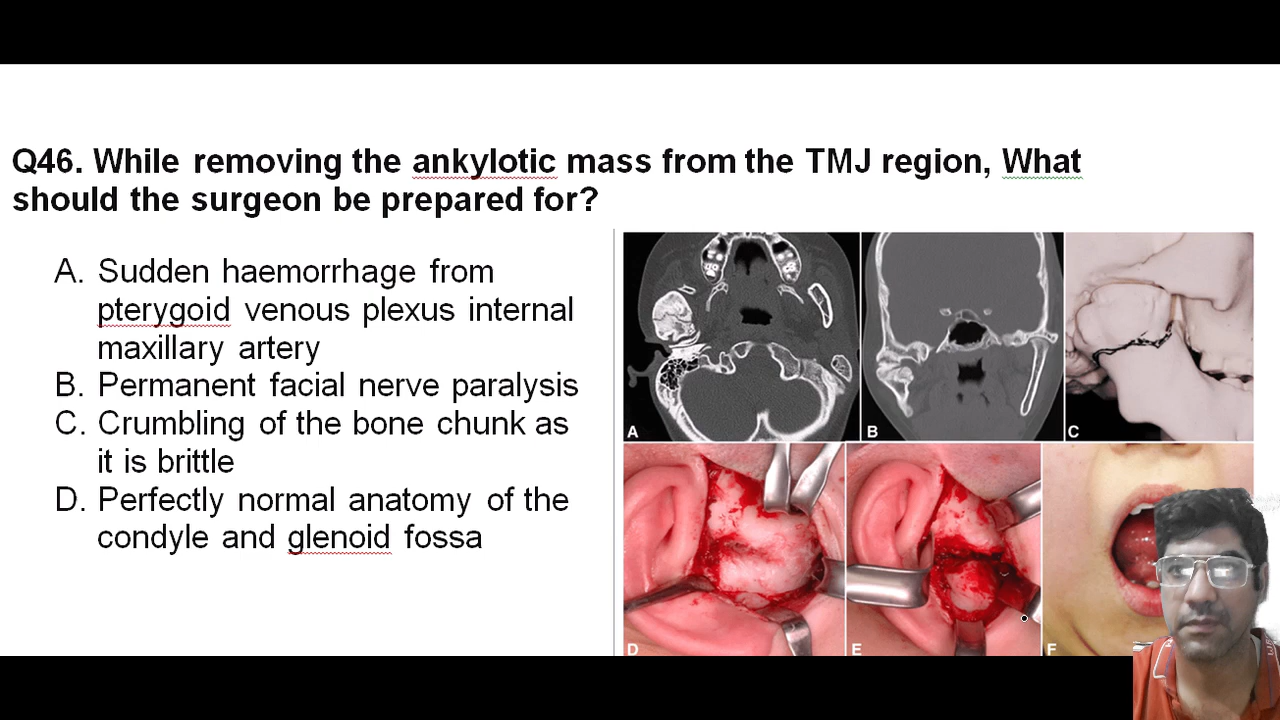 Q46. While removing the ankylotic mass from the TMJ region, What
should the surgeon be prepared for?
A. Sudden haemorrhage from
pterygoid venous plexus internal
maxillary artery
B. Permanent facial nerve paralysis
C. Crumbling of the bone chunk as
it is brittle
D. Perfectly normal anatomy of the
condyle and glenoid fossa
A
B
C
D
E
F